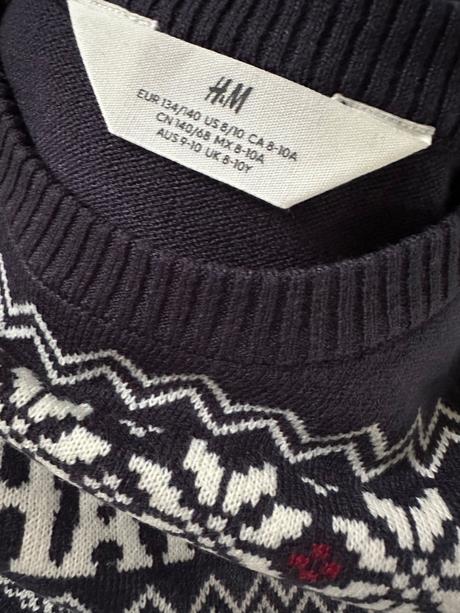 H&M
EUR 134/140 US 8/10 CA 8-10A
CN 140/68 MX 8-10A
AUS 9-10 UK 8-10Y